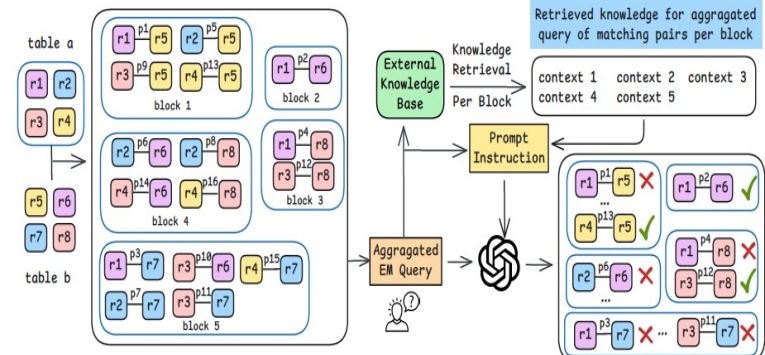 table a
r1 r2
r3 r4
r5 r6
r7 r8
table b
r1 p1 r5 r2 p5 r5
r3 p9 r5 r4 p13 r5
block 1
r1 p2 r6
block 2
r2 p6 r6 r2 p8 r8
r4 p14 r6 r4 p16 r8
block 4
r1 p4 r8
r3 p12 r8
block 3
r1 p3 r7 r3 p10 r6 r4 p15 r7
r2 p7 r7 r3 p11 r7
block 5
External
Knowledge
Base
Knowledge
Retrieval
Per Block
Retrieved knowledge for aggragated
query of matching pairs per block
context 1 context 2 context 3
context 4 context 5
Prompt
Instruction
Aggragated
EM Query
?
r1 p1 r5
...
r4 p13 r5
r1 p2 r6
r2 p6 r6
...
r1 p4 r8
r3 p12 r8
r1 p3 r7 ... r3 p11 r7